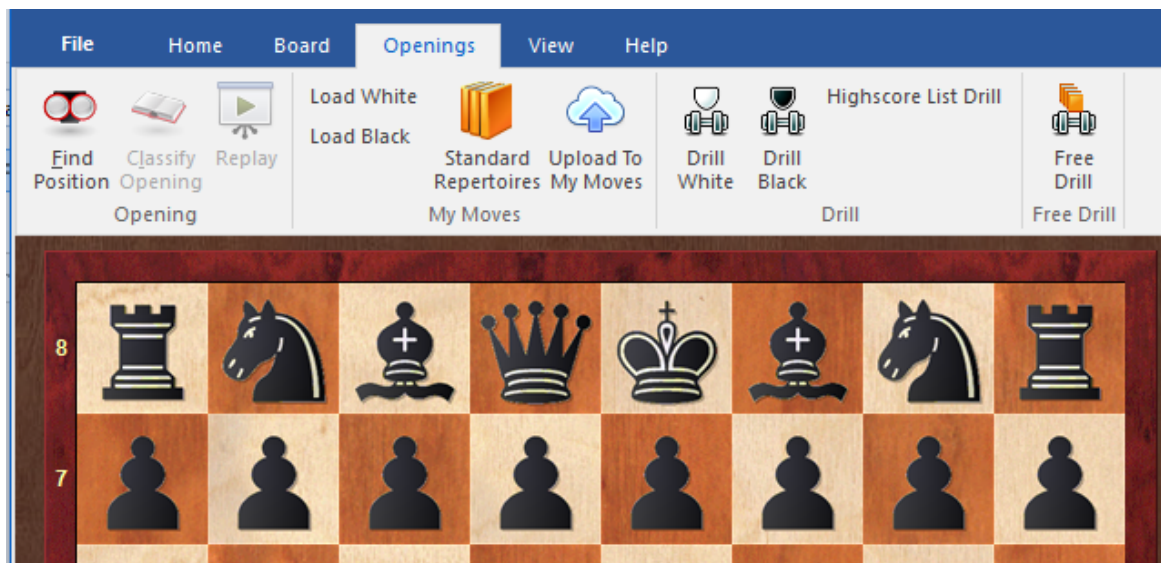 File Home Board Openings View Help
Load White
Load Black
Highscore List Drill
Find Position
Classify Opening
Replay
Standard Repertoires
Upload To My Moves
Drill White
Drill Black
Free Drill
Opening My Moves Drill Free Drill
8
7